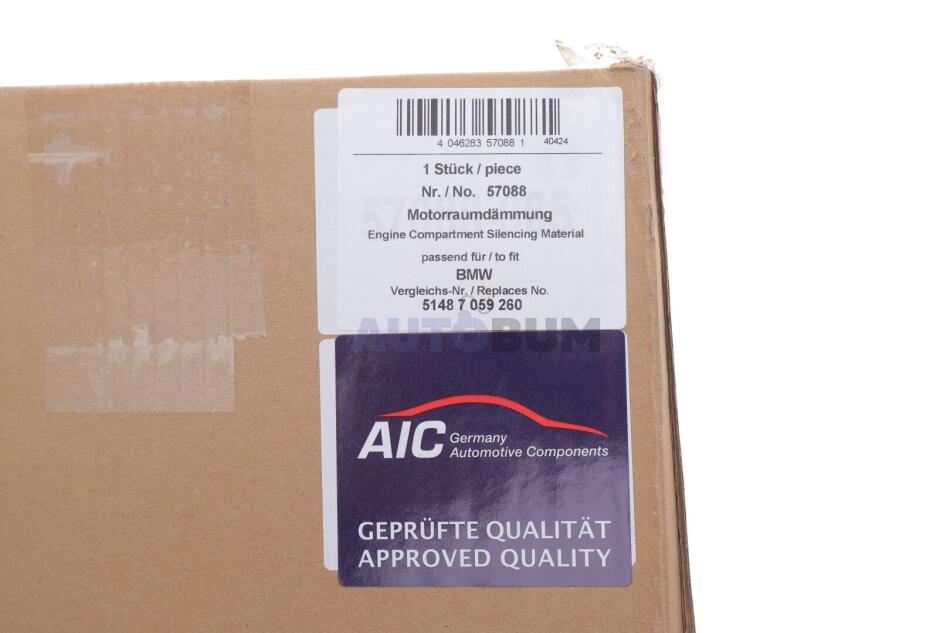 4 046283 57088 1 40424
1 Stück / piece
Nr. / No. 57088
Motorraumdämmung
Engine Compartment Silencing Material
passend für / to fit
BMW
Vergleichs-Nr. / Replaces No.
5148 7 059 260
AUTOBUM
AIC Germany
Automotive Components
GEPRÜFTE QUALITÄT
APPROVED QUALITY